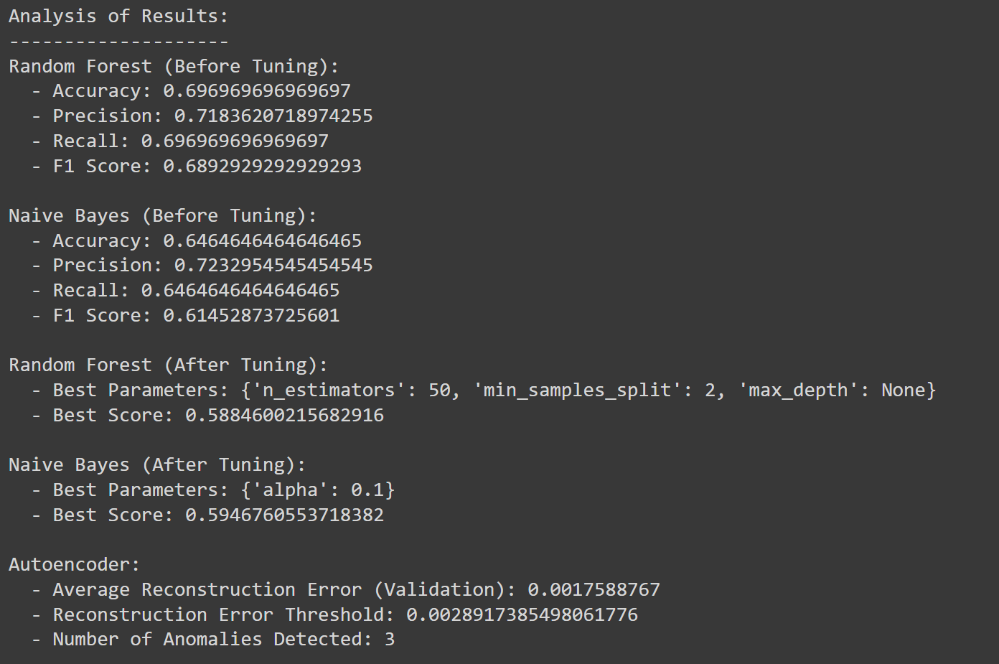 Analysis of Results:
--------------------
Random Forest (Before Tuning):
  - Accuracy: 0.696969696969697
  - Precision: 0.7183620718974255
  - Recall: 0.696969696969697
  - F1 Score: 0.6892929292929293

Naive Bayes (Before Tuning):
  - Accuracy: 0.6464646464646465
  - Precision: 0.7232954545454545
  - Recall: 0.6464646464646465
  - F1 Score: 0.61452873725601

Random Forest (After Tuning):
  - Best Parameters: {'n_estimators': 50, 'min_samples_split': 2, 'max_depth': None}
  - Best Score: 0.5884600215682916

Naive Bayes (After Tuning):
  - Best Parameters: {'alpha': 0.1}
  - Best Score: 0.5946760553718382

Autoencoder:
  - Average Reconstruction Error (Validation): 0.0017588767
  - Reconstruction Error Threshold: 0.0028917385498061776
  - Number of Anomalies Detected: 3